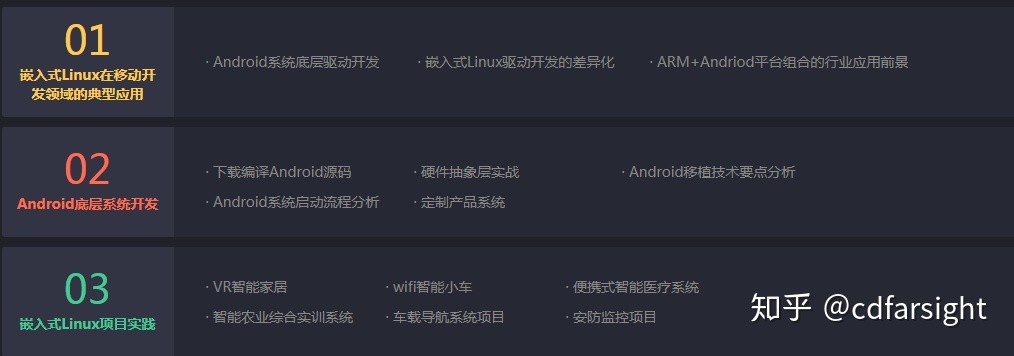 01
嵌入式Linux在移动开
发领域的典型应用
· Android系统底层驱动开发 · 嵌入式Linux驱动开发的差异化 · ARM+Andriod平台组合的行业应用前景
02
Android底层系统开发
· 下载编译Android源码 · 硬件抽象层实战 · Android移植技术要点分析
· Android系统启动流程分析 · 定制产品系统
03
嵌入式Linux项目实践
· VR智能家居 · wifi智能小车 · 便携式智能医疗系统
· 智能农业综合实训系统 · 车载导航系统项目 · 安防监控项目
知乎 @cdfarsight